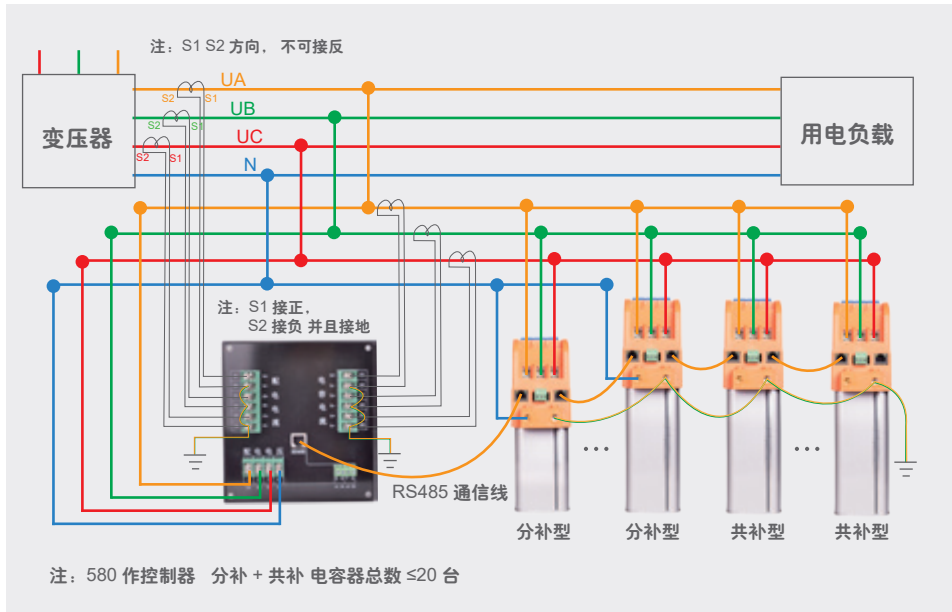 注：S1 S2 方向， 不可接反
UA
S2 S1
UB
S2 S1
变压器
UC
S2 S1
N
用电负载
注：S1 接正，
S2 接负 并且接地
RS485 通信线
分补型 分补型 共补型 共补型
注：580 作控制器 分补 + 共补 电容器总数 ≤20 台